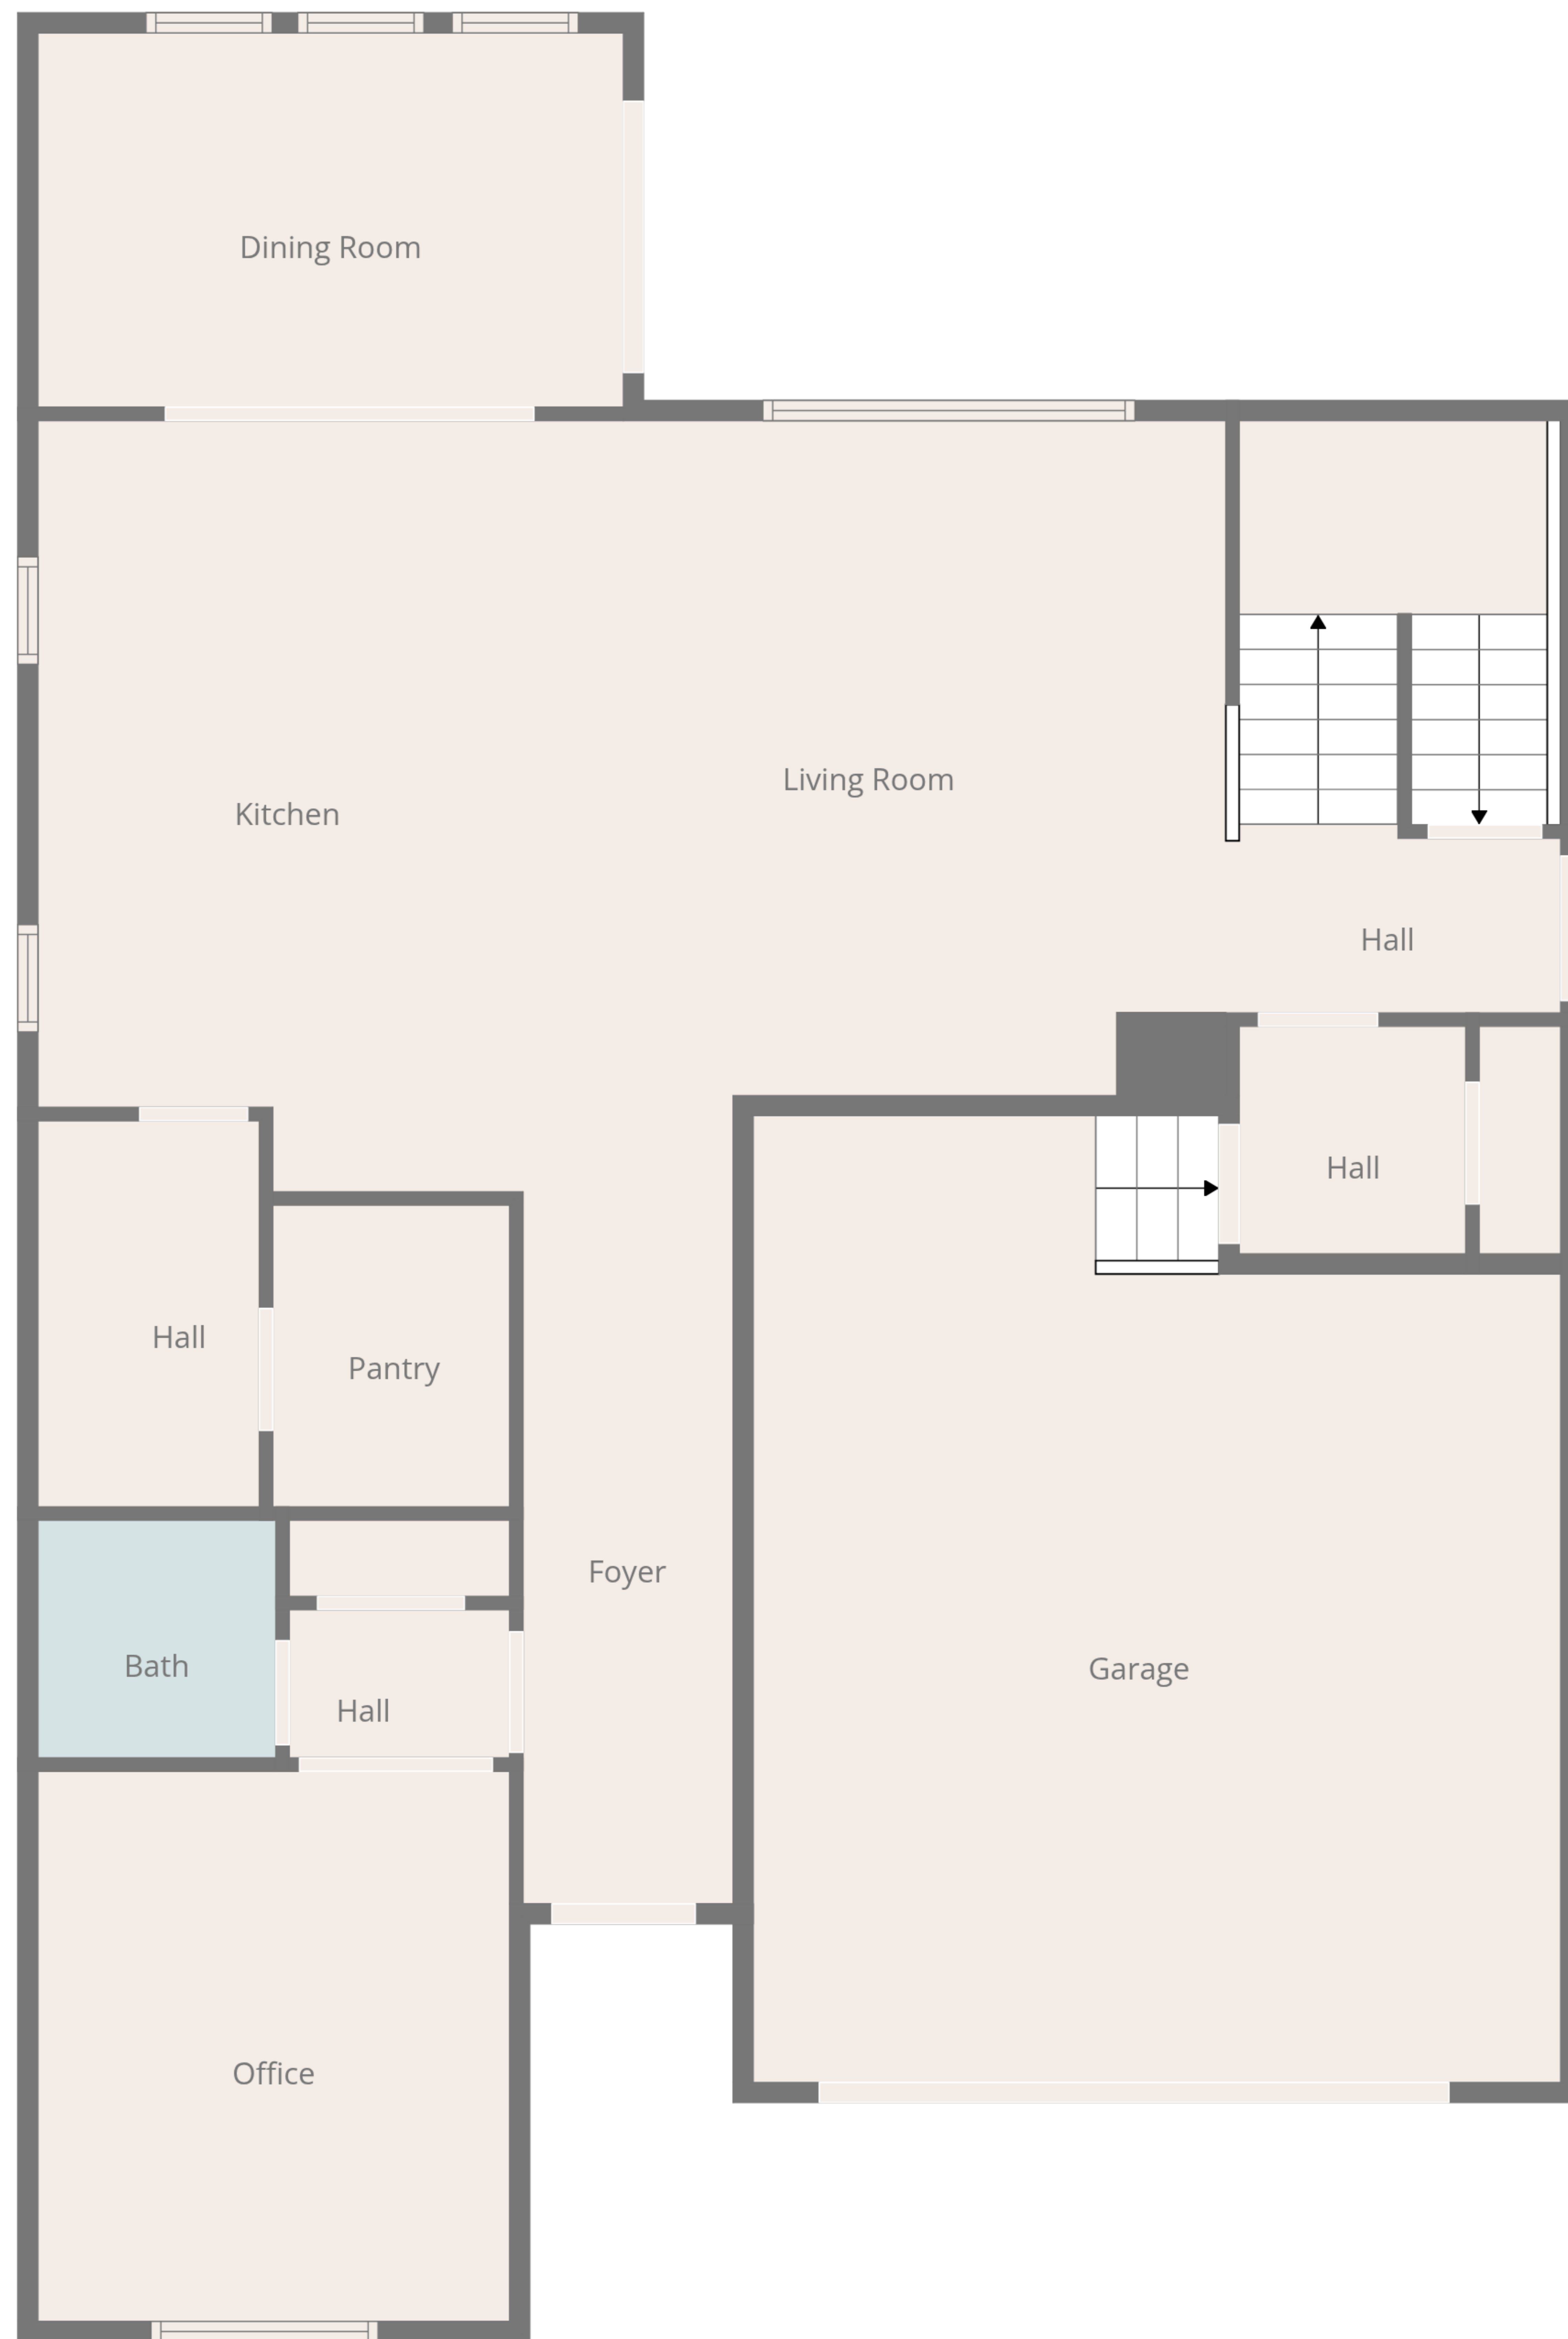 Dining Room
Living Room
Kitchen
Hall
Hall
Hall
Pantry
Foyer
Bath
Garage
Hall
Office